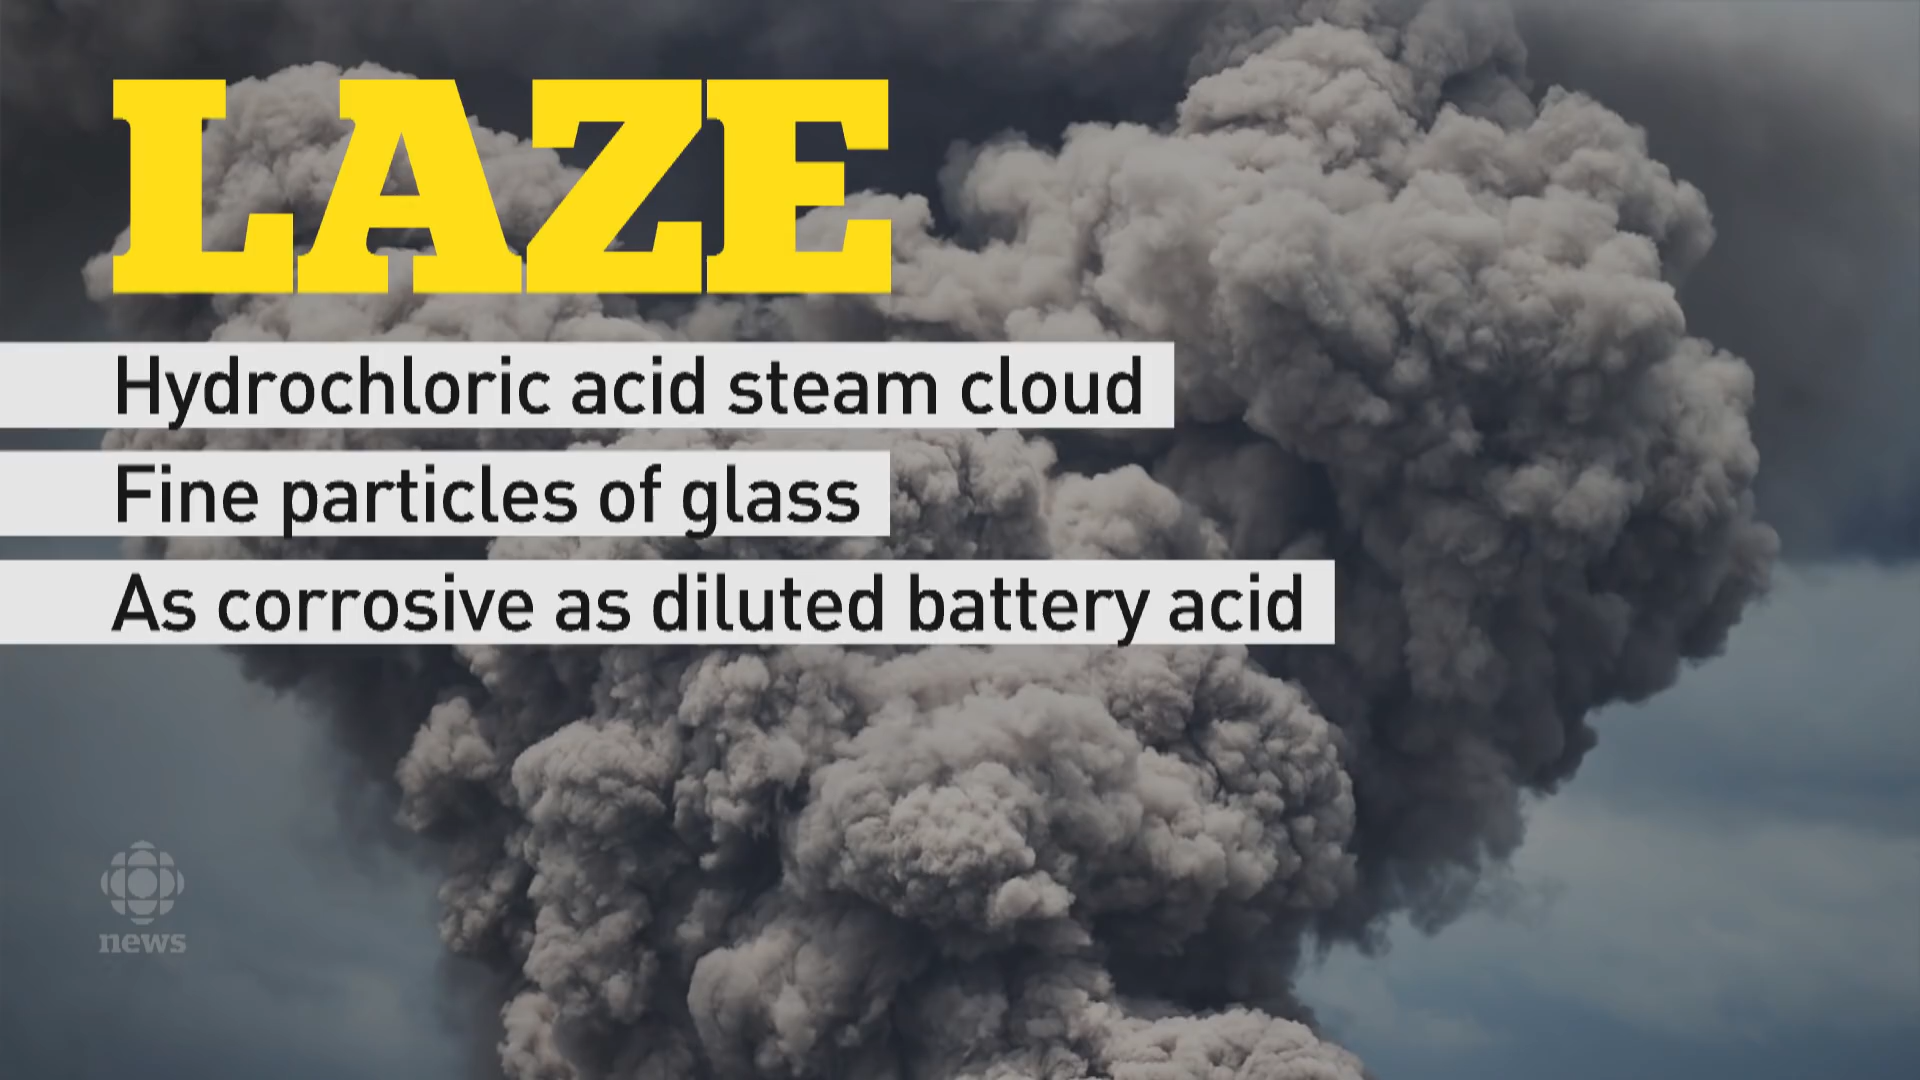 LAZE
Hydrochloric acid steam cloud
Fine particles of glass
As corrosive as diluted battery acid
news